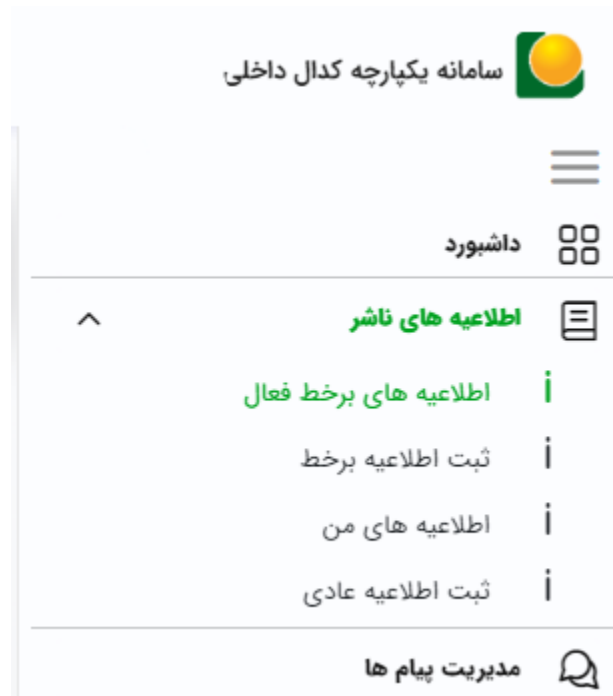 سامانه یکپارچه کدال داخلی
داشبورد
اطلاعیه های ناشر
اطلاعیه های برخط فعال
ثبت اطلاعیه برخط
اطلاعیه های من
ثبت اطلاعیه عادی
مدیریت پیام ها